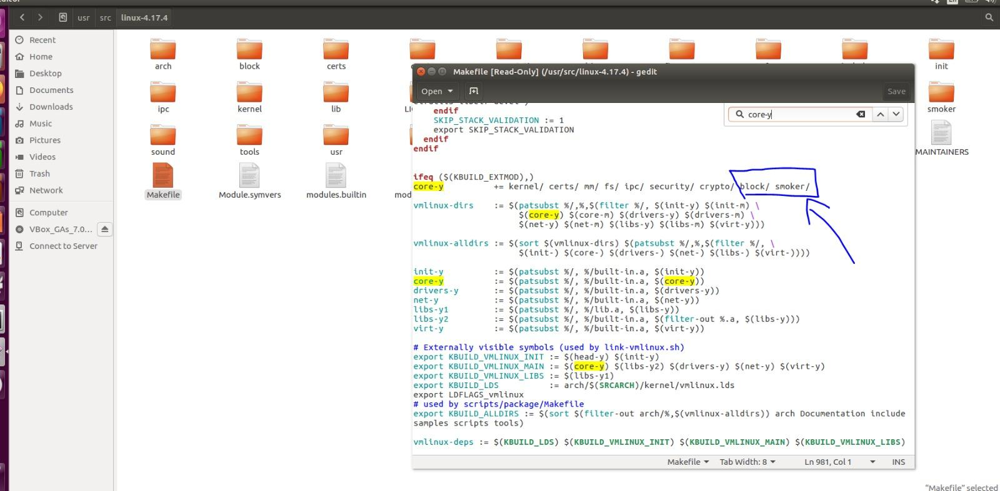 usr src linux-4.17.4
Recent
Home
Desktop
Documents
Downloads
Music
Pictures
Videos
Trash
Network
Computer
VBox_GAs_7.0...
Connect to Server
arch block certs init
ipc kernel lib smoker
sound tools usr MAINTAINERS
Makefile Module.symvers modules.builtin
Makefile [Read-Only] (/usr/src/linux-4.17.4) - gedit
Open Save
core-y
endif
SKIP_STACK_VALIDATION := 1
export SKIP_STACK_VALIDATION
endif
endif
ifeq ($(KBUILD_EXTMOD),)
core-y += kernel/ certs/ mm/ fs/ ipc/ security/ crypto/ block/ smoker/
vmlinux-dirs := $(patsubst %/,%,$(filter %/, $(init-y) $(init-m) \
$(core-y) $(core-m) $(drivers-y) $(drivers-m) \
$(net-y) $(net-m) $(libs-y) $(libs-m) $(virt-y)))
vmlinux-alldirs := $(sort $(vmlinux-dirs) $(patsubst %/,%,$(filter %/, \
$(init-) $(core-) $(drivers-) $(net-) $(libs-) $(virt-))))
init-y := $(patsubst %/, %/built-in.a, $(init-y))
core-y := $(patsubst %/, %/built-in.a, $(core-y))
drivers-y := $(patsubst %/, %/built-in.a, $(drivers-y))
net-y := $(patsubst %/, %/built-in.a, $(net-y))
libs-y1 := $(patsubst %/, %/lib.a, $(libs-y))
libs-y2 := $(patsubst %/, %/built-in.a, $(filter-out %.a, $(libs-y)))
virt-y := $(patsubst %/, %/built-in.a, $(virt-y))
# Externally visible symbols (used by link-vmlinux.sh)
export KBUILD_VMLINUX_INIT := $(head-y) $(init-y)
export KBUILD_VMLINUX_MAIN := $(core-y) $(libs-y2) $(drivers-y) $(net-y) $(virt-y)
export KBUILD_VMLINUX_LIBS := $(libs-y1)
export KBUILD_LDS := arch/$(SRCARCH)/kernel/vmlinux.lds
export LDFLAGS_vmlinux
# used by scripts/package/Makefile
export KBUILD_ALLDIRS := $(sort $(filter-out arch/%,$(vmlinux-alldirs)) arch Documentation include
samples scripts tools)
vmlinux-deps := $(KBUILD_LDS) $(KBUILD_VMLINUX_INIT) $(KBUILD_VMLINUX_MAIN) $(KBUILD_VMLINUX_LIBS)
Makefile Tab Width: 8 Ln 981, Col 1 INS
"Makefile" selected